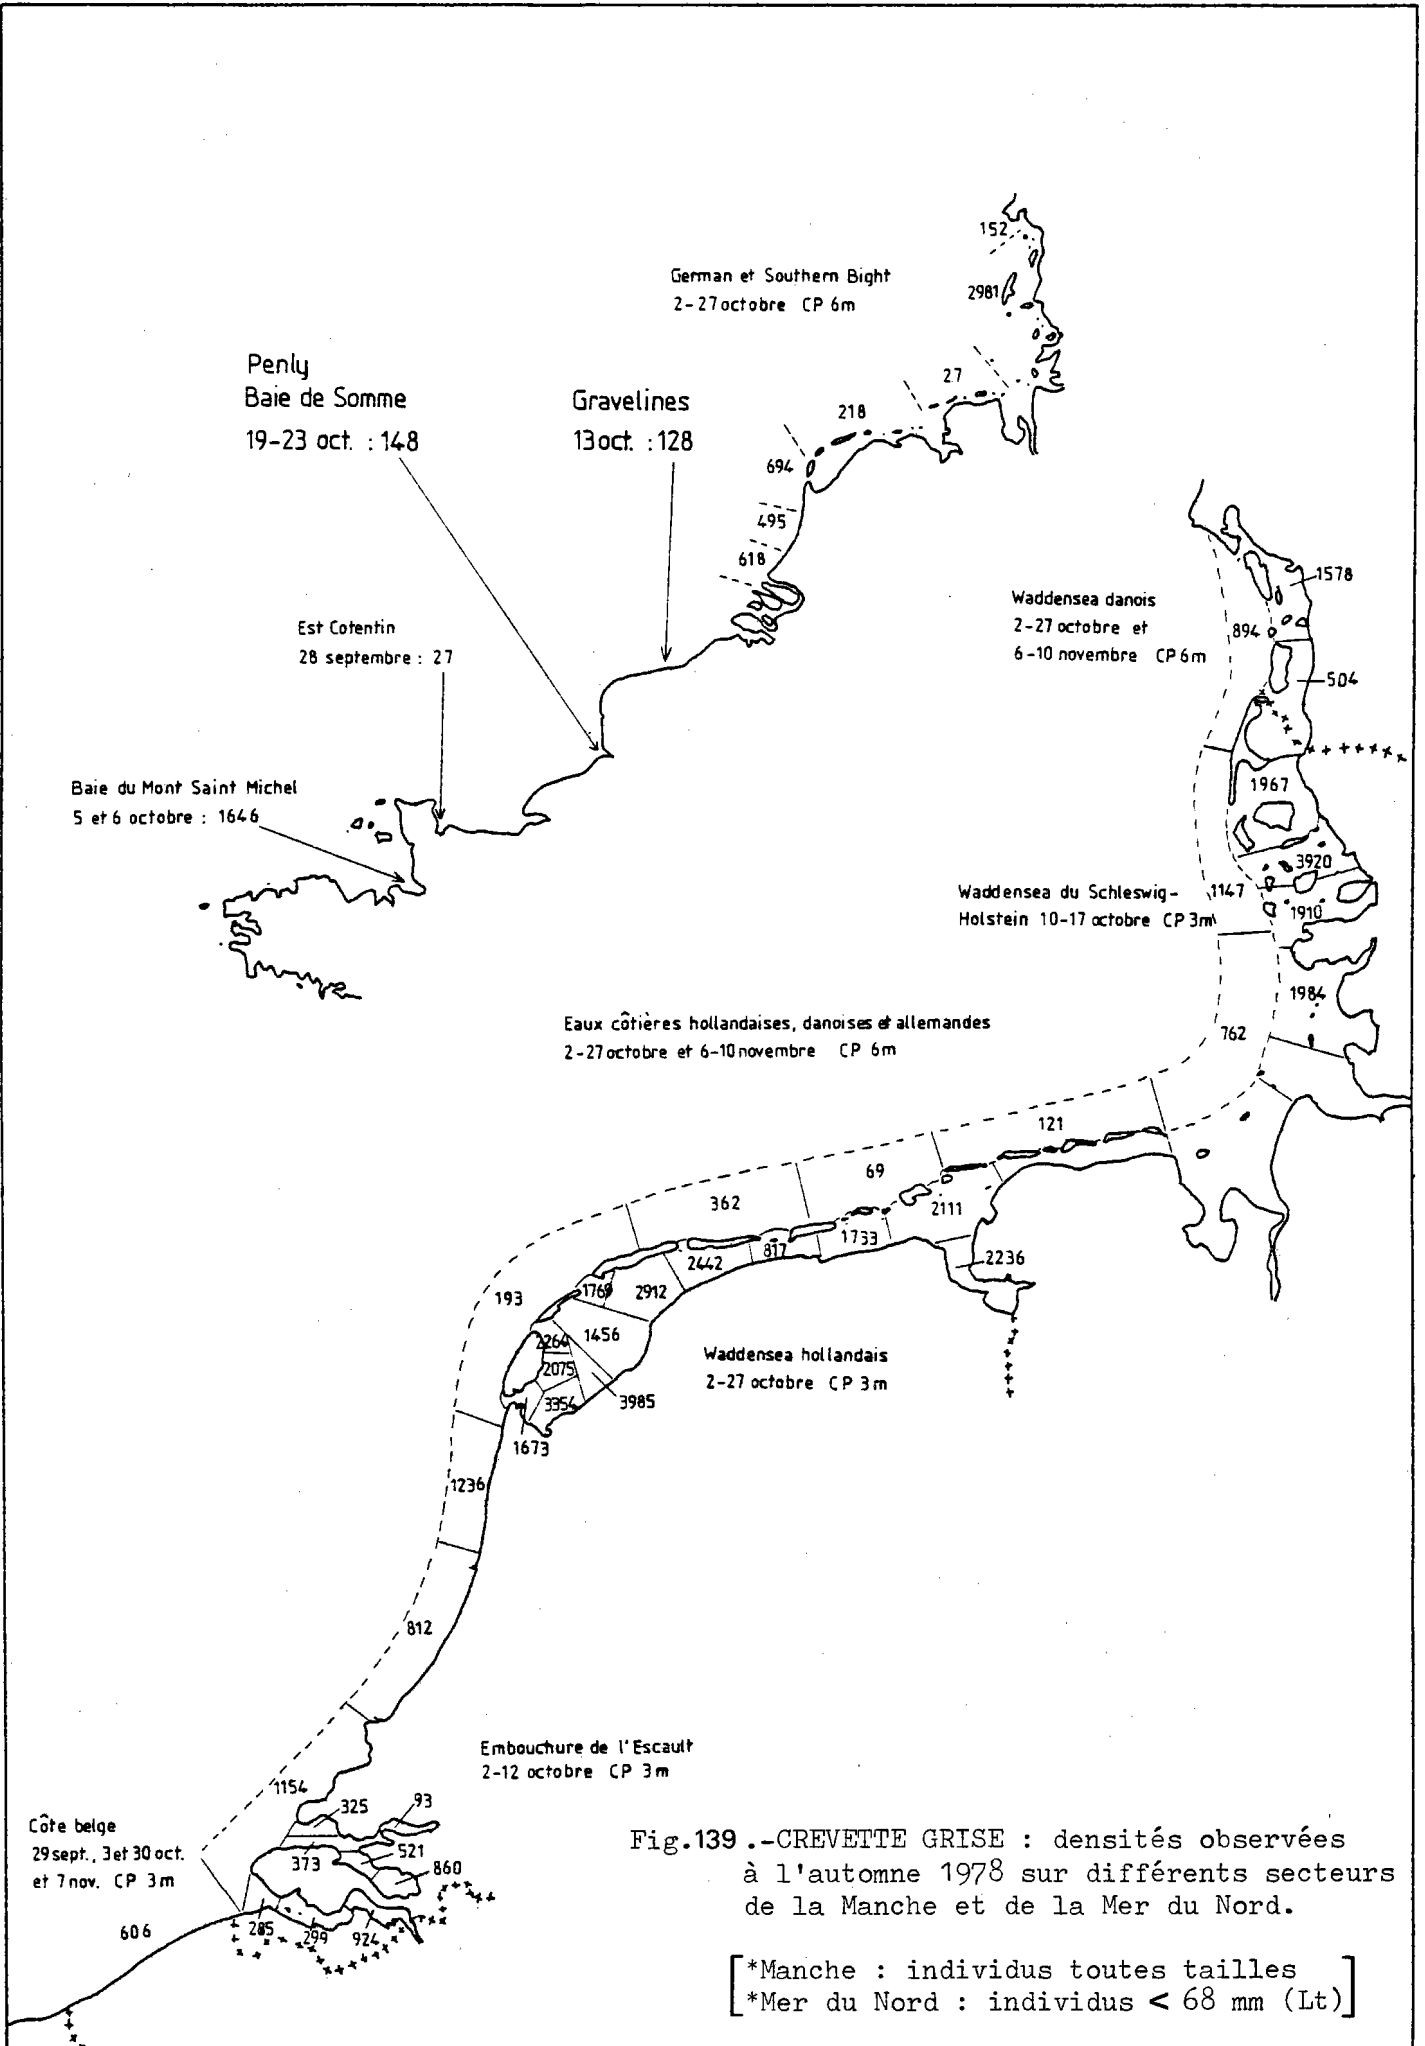 152
German et Southern Bight
2-27 octobre CP 6m
2981
Penly
Baie de Somme
19-23 oct. : 148
Gravelines
13 oct. : 128
27
218
694
495
618
Est Cotentin
28 septembre : 27
Baie du Mont Saint Michel
5 et 6 octobre : 1646
Waddensea danois
2-27 octobre et
6-10 novembre CP 6m
1578
894
504
1967
3920
1147
1910
Waddensea du Schleswig-
Holstein 10-17 octobre CP 3m
1984
762
Eaux côtières hollandaises, danoises et allemandes
2-27 octobre et 6-10 novembre CP 6m
121
69
362
193
2111
1733
817
2442
2236
1769
2912
1456
2264
2075
3354
3985
1673
Waddensea hollandais
2-27 octobre CP 3m
1236
812
Embouchure de l'Escault
2-12 octobre CP 3m
1154
325
93
373
521
860
Côte belge
29 sept., 3 et 30 oct.
et 7 nov. CP 3m
606
285
299
924
Fig.139.-CREVETTE GRISE : densités observées
à l'automne 1978 sur différents secteurs
de la Manche et de la Mer du Nord.
*Manche : individus toutes tailles
*Mer du Nord : individus < 68 mm (Lt)